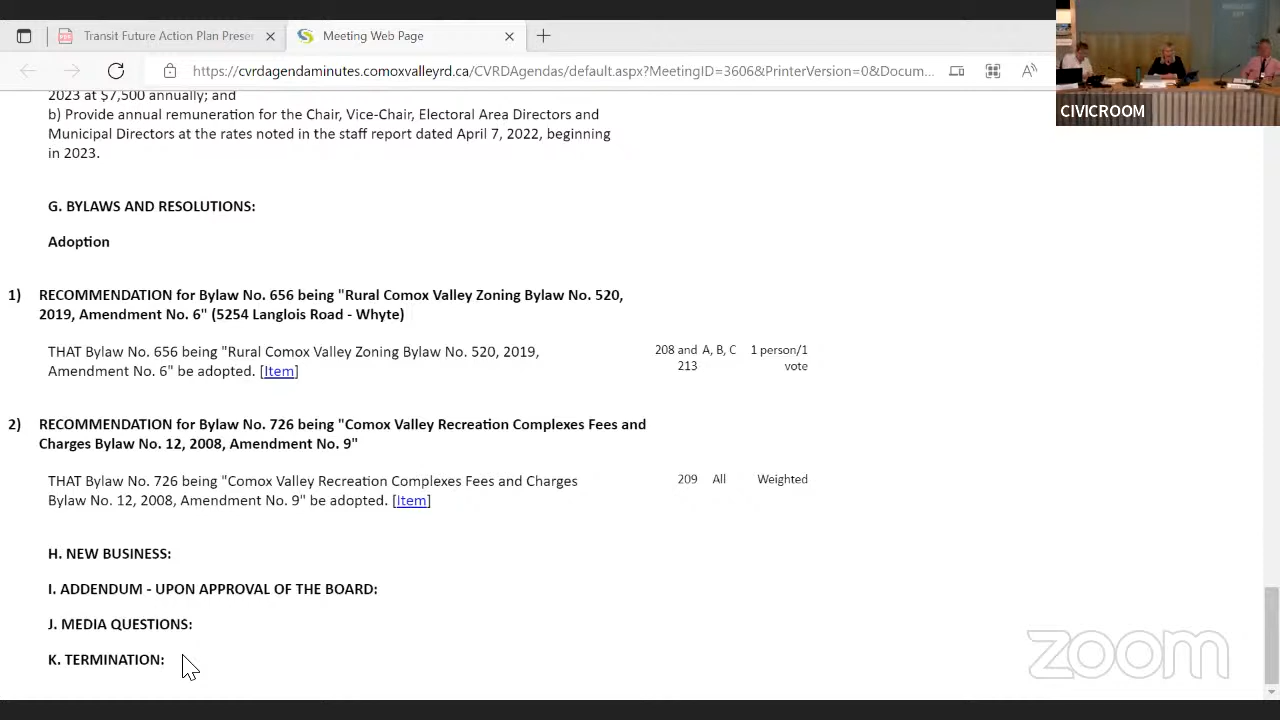 Transit Future Action Plan Prese
Meeting Web Page
https://cvrdagendaminutes.comoxvalleyrd.ca/CVRDAgendas/default.aspx?MeetingID=3606&PrinterVersion=0&Docum...
CIVICROOM
2023 at $7,500 annually; and
b) Provide annual remuneration for the Chair, Vice-Chair, Electoral Area Directors and
Municipal Directors at the rates noted in the staff report dated April 7, 2022, beginning
in 2023.
G. BYLAWS AND RESOLUTIONS:
Adoption
1) RECOMMENDATION for Bylaw No. 656 being "Rural Comox Valley Zoning Bylaw No. 520,
2019, Amendment No. 6" (5254 Langlois Road - Whyte)
THAT Bylaw No. 656 being "Rural Comox Valley Zoning Bylaw No. 520, 2019, 208 and A, B, C 1 person/1
Amendment No. 6" be adopted. [Item] 213 vote
2) RECOMMENDATION for Bylaw No. 726 being "Comox Valley Recreation Complexes Fees and
Charges Bylaw No. 12, 2008, Amendment No. 9"
THAT Bylaw No. 726 being "Comox Valley Recreation Complexes Fees and Charges 209 All Weighted
Bylaw No. 12, 2008, Amendment No. 9" be adopted. [Item]
H. NEW BUSINESS:
I. ADDENDUM - UPON APPROVAL OF THE BOARD:
J. MEDIA QUESTIONS:
K. TERMINATION:
zoom